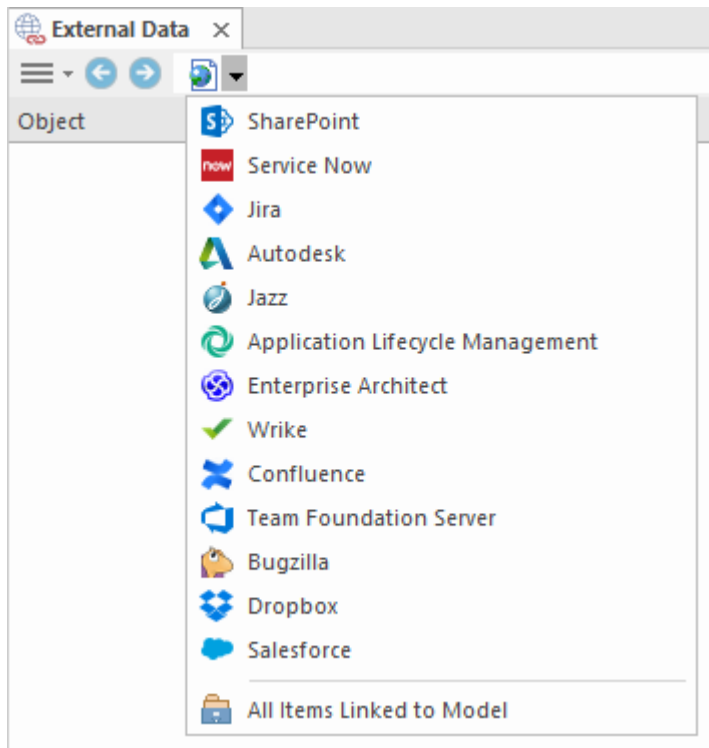 External Data
Object
SharePoint
now
Service Now
Jira
Autodesk
Jazz
Application Lifecycle Management
Enterprise Architect
Wrike
Confluence
Team Foundation Server
Bugzilla
Dropbox
Salesforce
All Items Linked to Model